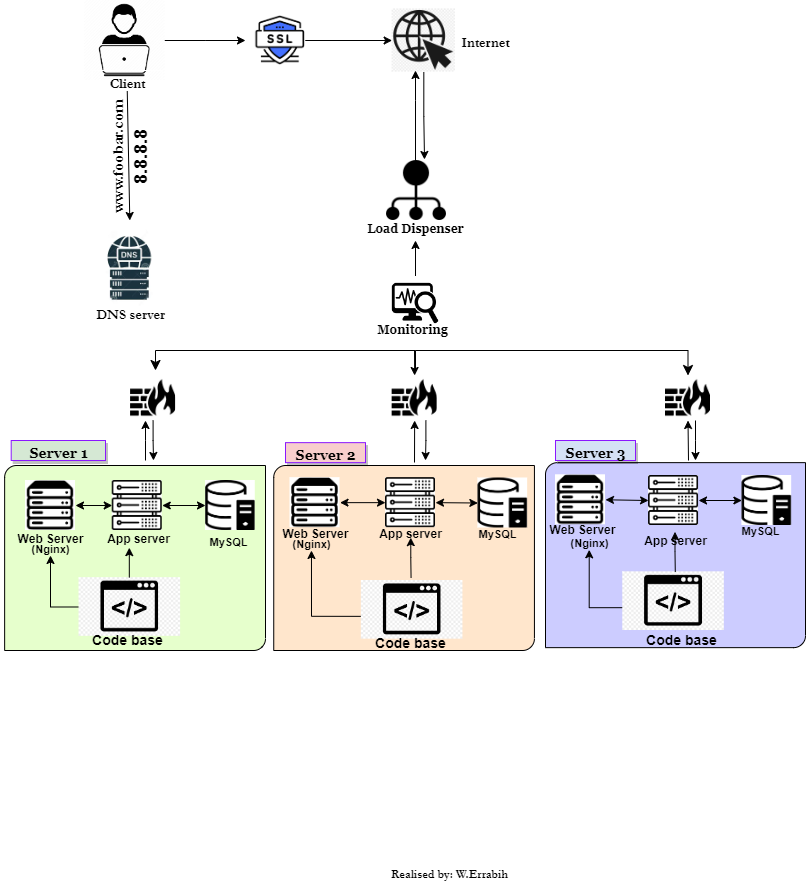 SSL
Internet
Client
www.foobar.com
8.8.8.8
Load Dispenser
DNS
DNS server
Monitoring
Server 1
Server 2
Server 3
Web Server
(Nginx)
App server
MySQL
</>
Code base
Web Server
(Nginx)
App server
MySQL
</>
Code base
Web Server
(Nginx)
App server
MySQL
</>
Code base
Realised by: W.Errabih